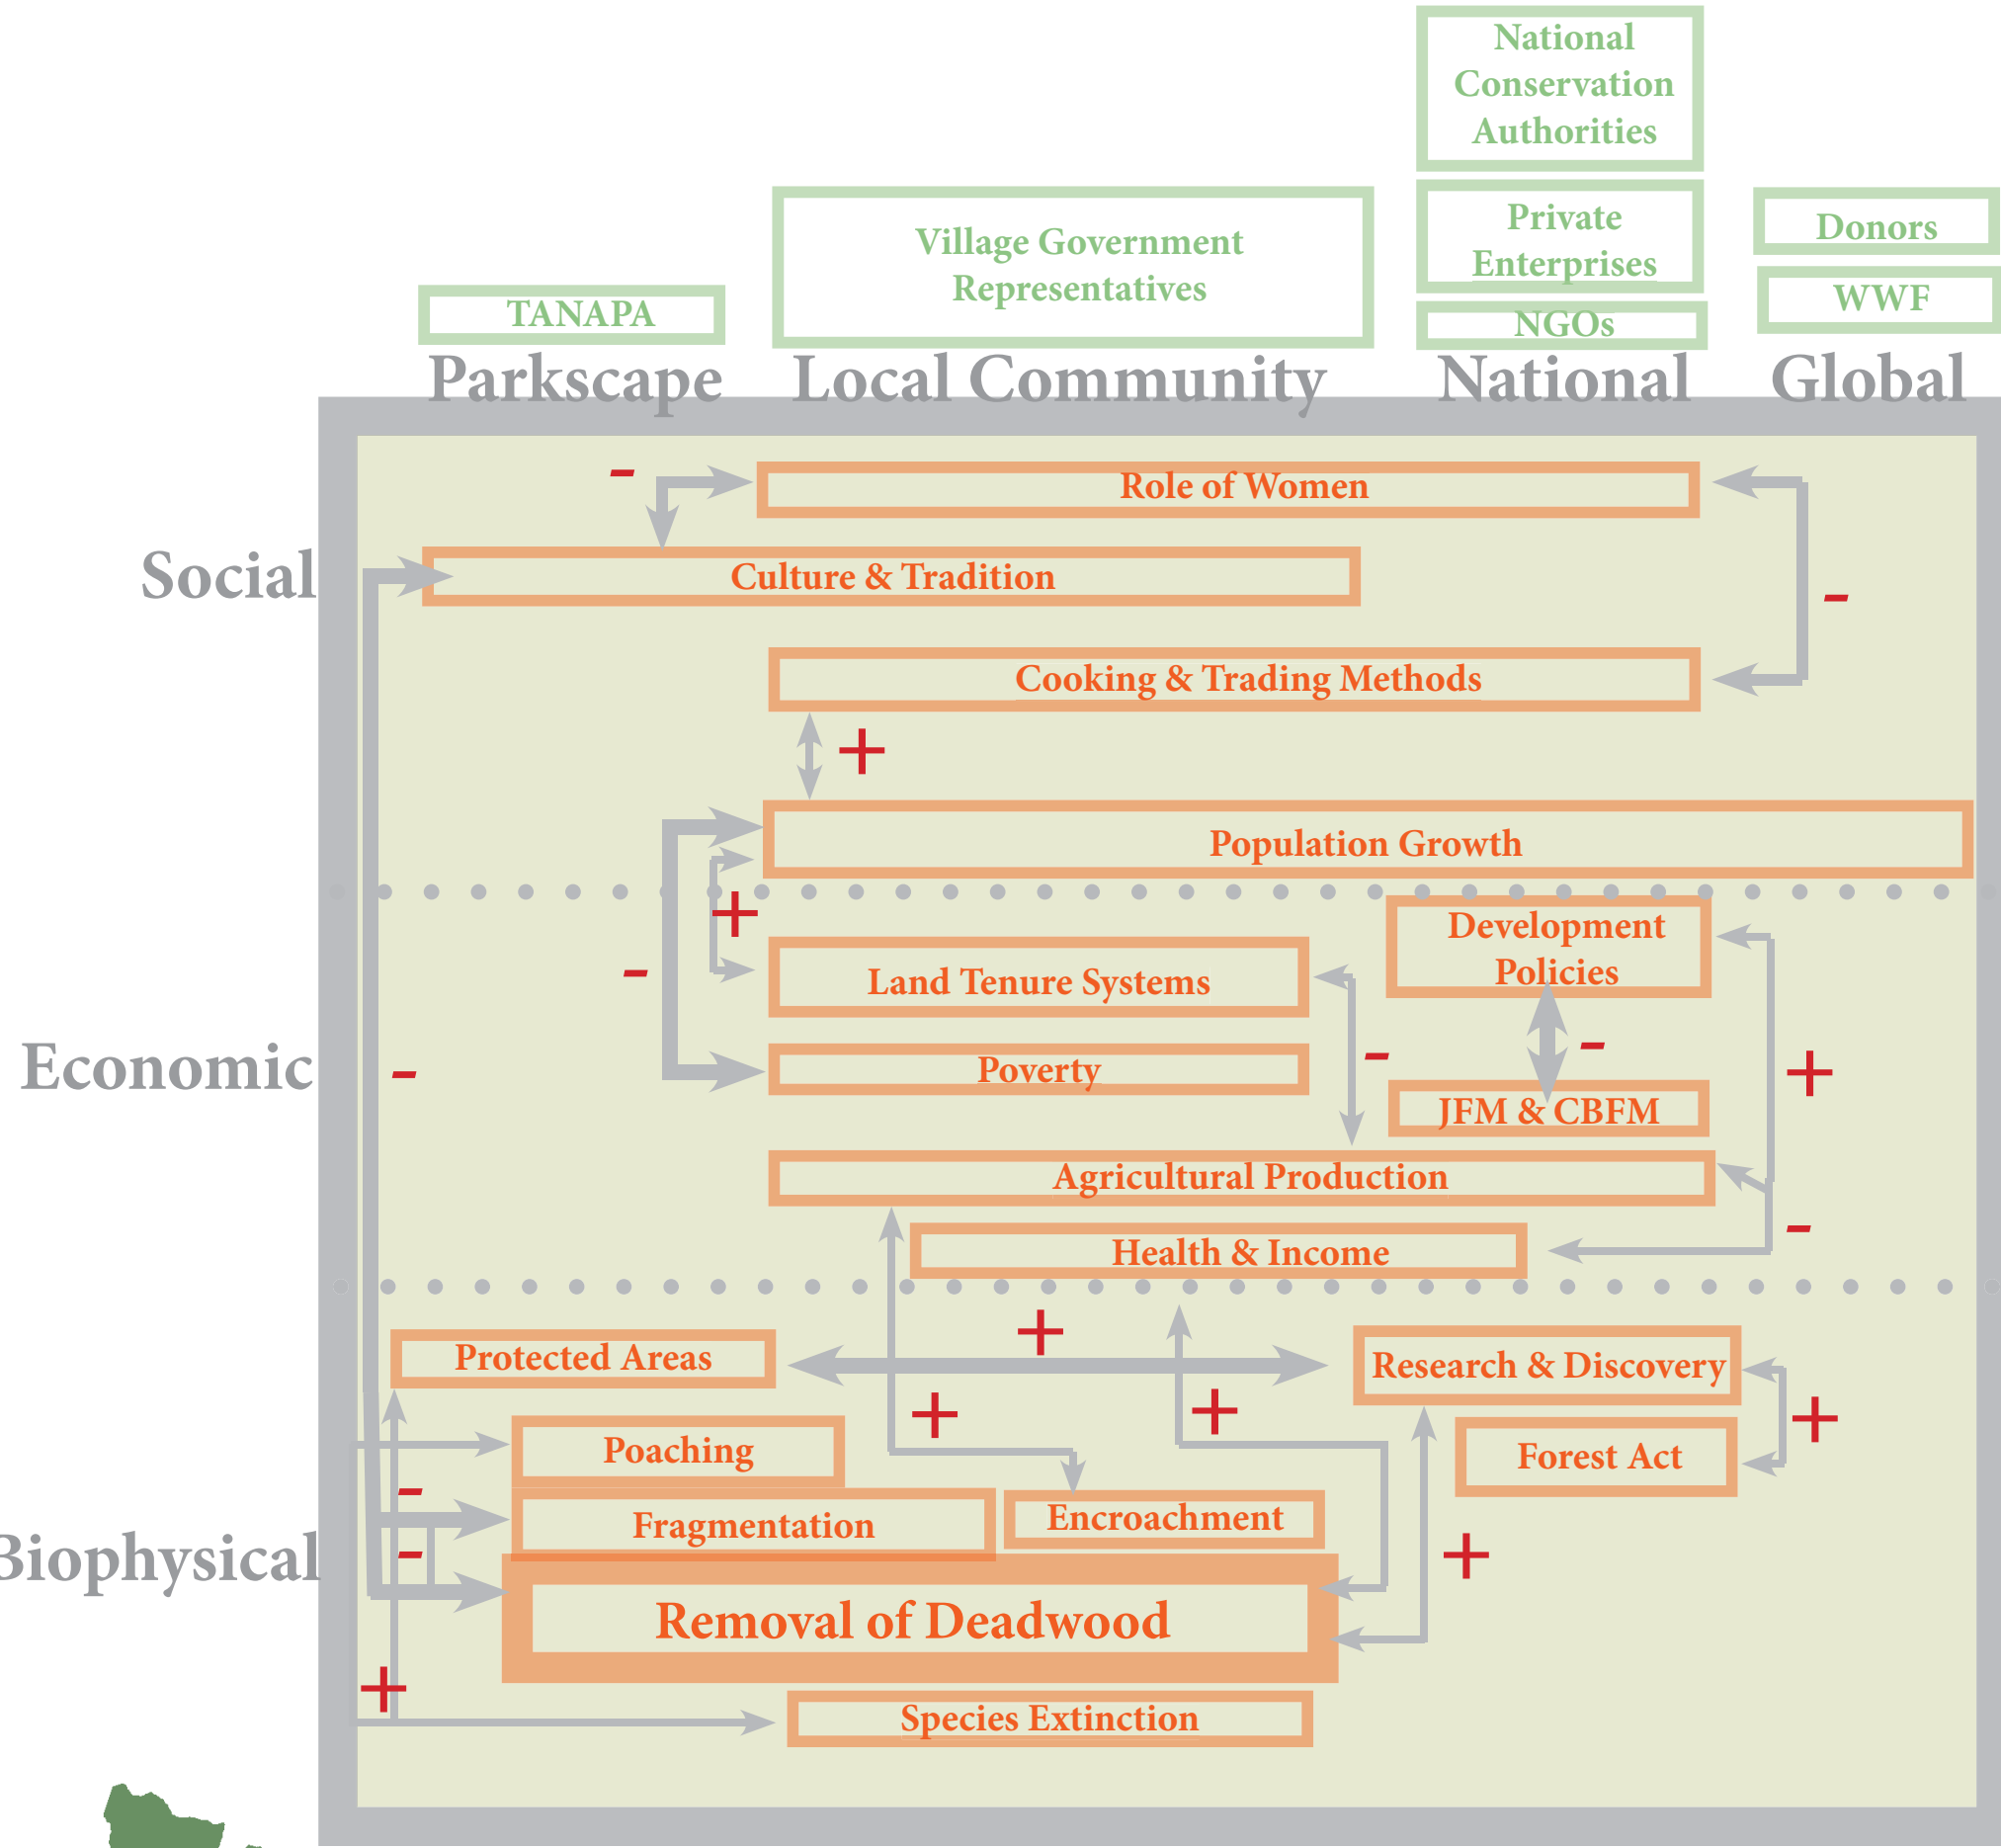 National
Conservation
Authorities
Private
Enterprises
NGOs
Donors
WWF
Village Government
Representatives
TANAPA
Parkscape
Local Community
National
Global
Social
-
Role of Women
Culture & Tradition
-
Cooking & Trading Methods
+
Population Growth
Economic
+
-
Development
Policies
Land Tenure Systems
-
-
-
+
Poverty
JFM & CBFM
Agricultural Production
-
Health & Income
Biophysical
+
Protected Areas
Research & Discovery
+
+
+
Poaching
Forest Act
-
Fragmentation
Encroachment
-
+
Removal of Deadwood
+
Species Extinction